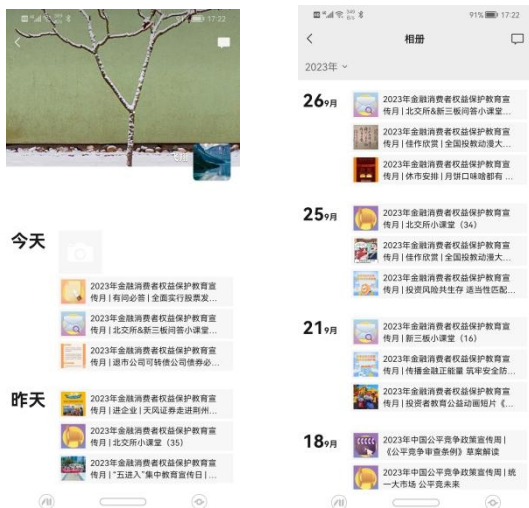 91% 17:22
今天
2023年金融消费者权益保护教育宣
传月 | 有问必答 | 全面实行股票发...
2023年金融消费者权益保护教育宣
传月 | 北交所&新三板问答小课堂...
2023年金融消费者权益保护教育宣
传月 | 退市公司可转债公司债券必...
昨天
2023年金融消费者权益保护教育宣
传月 | 进企业 | 天风证券走进荆州...
2023年金融消费者权益保护教育宣
传月 | 北交所小课堂（35）
2023年金融消费者权益保护教育宣
传月 | “五进入”集中教育宣传日 | ...
91% 17:22
相册
2023年
26 9月
2023年金融消费者权益保护教育宣
传月 | 北交所&新三板问答小课堂...
2023年金融消费者权益保护教育宣
传月 | 佳作欣赏 | 全国投教动漫大...
2023年金融消费者权益保护教育宣
传月 | 休市安排 | 月饼口味啥都有 ...
25 9月
2023年金融消费者权益保护教育宣
传月 | 北交所小课堂（34）
2023年金融消费者权益保护教育宣
传月 | 佳作欣赏 | 全国投教动漫大...
2023年金融消费者权益保护教育宣
传月 | 投资风险共生存 适当性匹配...
21 9月
2023年金融消费者权益保护教育宣
传月 | 新三板小课堂（16）
2023年金融消费者权益保护教育宣
传月 | 传播金融正能量 筑牢安全防...
2023年金融消费者权益保护教育宣
传月 | 投资者教育公益动画短片《...
18 9月
2023年中国公平竞争政策宣传周 |
《公平竞争审查条例》草案解读
2023年中国公平竞争政策宣传周 | 统
一大市场 公平竞未来